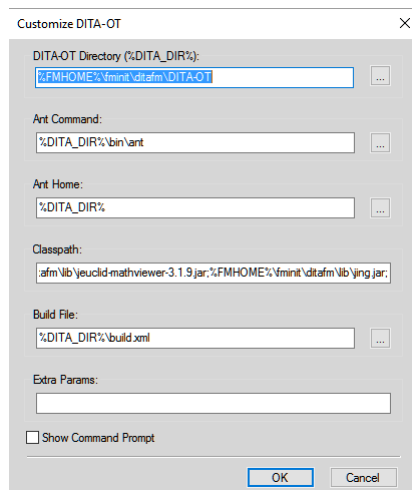 Customize DITA-OT
DITA-OT Directory (%DITA_DIR%):
%FMHOME%\fminit\ditafm\DITA-OT
...
Ant Command:
%DITA_DIR%\bin\ant
...
Ant Home:
%DITA_DIR%
...
Classpath:
:afm\lib\jeuclid-mathviewer-3.1.9.jar;%FMHOME%\fminit\ditafm\lib\jing.jar;
Build File:
%DITA_DIR%\build.xml
...
Extra Params:
Show Command Prompt
OK Cancel